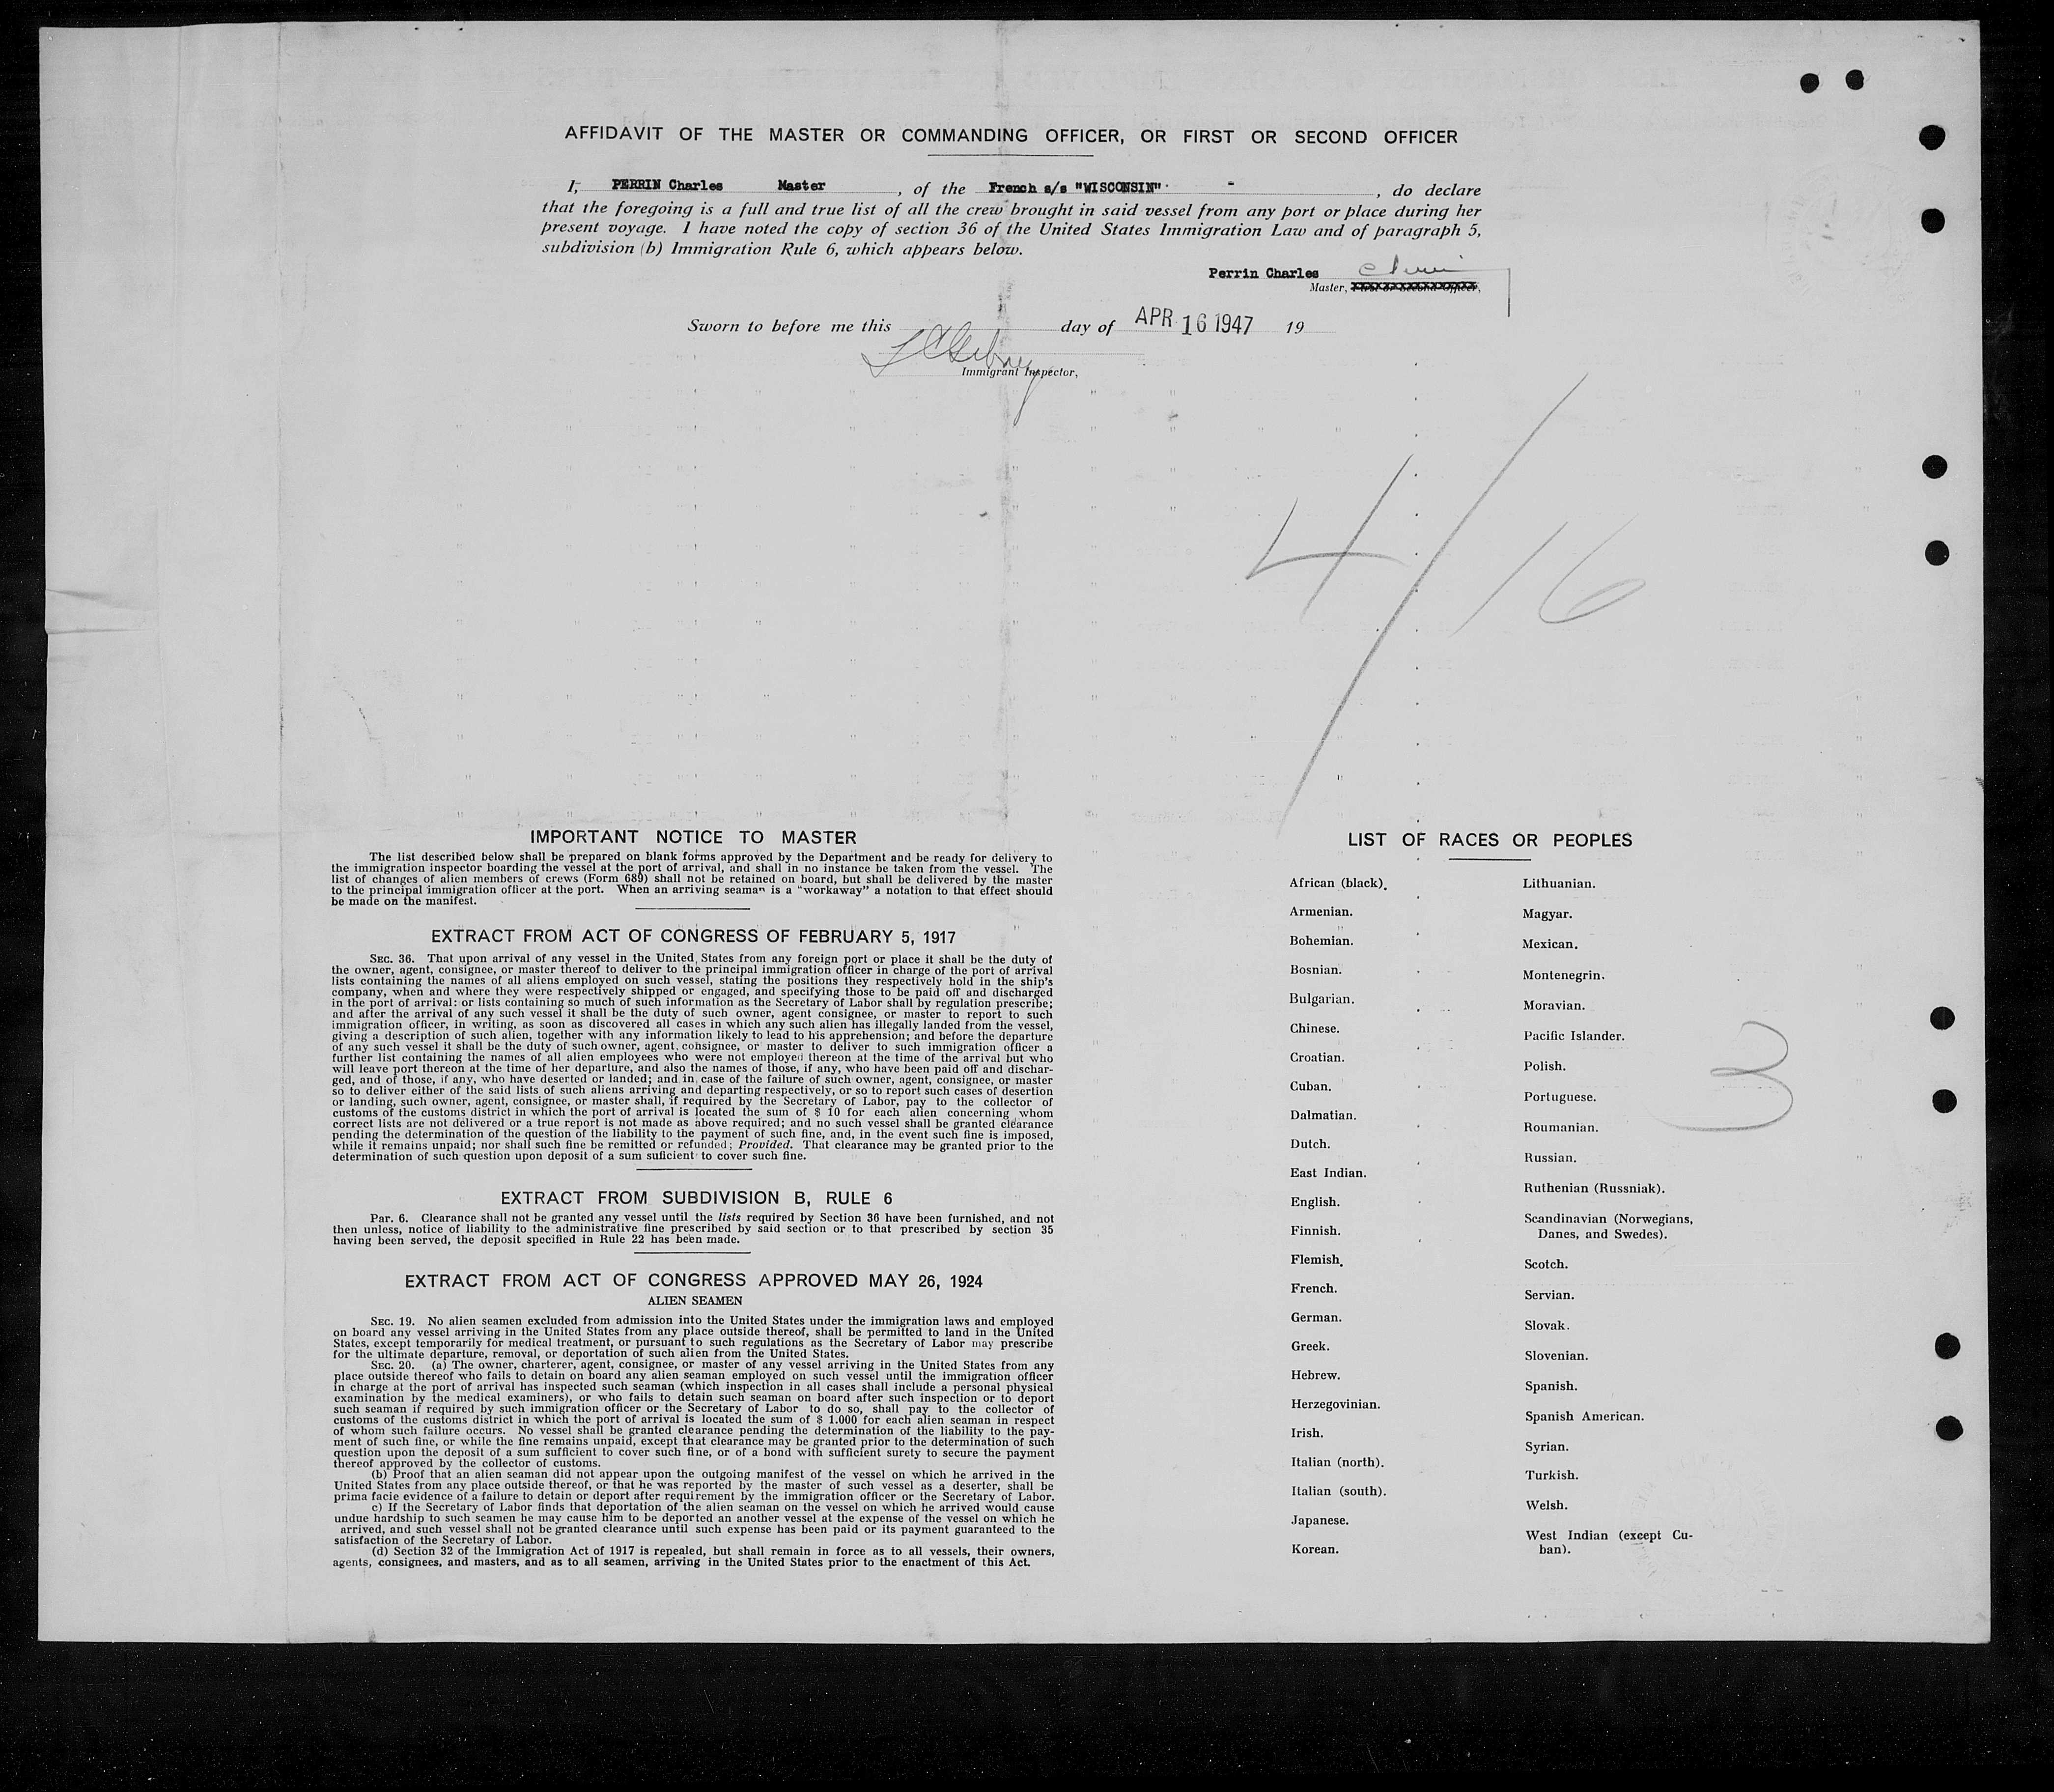 AFFIDAVIT OF THE MASTER OR COMMANDING OFFICER, OR FIRST OR SECOND OFFICER
I, PERRIN Charles Master , of the French s/s "WISCONSIN" - , do declare
that the foregoing is a full and true list of all the crew brought in said vessel from any port or place during her
present voyage. I have noted the copy of section 36 of the United States Immigration Law and of paragraph 5,
subdivision (b) Immigration Rule 6, which appears below.
Perrin Charles
Master, First or Second Officer,
Sworn to before me this day of APR 16 1947 19
Immigrant Inspector,
4/16
IMPORTANT NOTICE TO MASTER
The list described below shall be prepared on blank forms approved by the Department and be ready for delivery to
the immigration inspector boarding the vessel at the port of arrival, and shall in no instance be taken from the vessel. The
list of changes of alien members of crews (Form 689) shall not be retained on board, but shall be delivered by the master
to the principal immigration officer at the port. When an arriving seaman is a "workaway" a notation to that effect should
be made on the manifest.
EXTRACT FROM ACT OF CONGRESS OF FEBRUARY 5, 1917
SEC. 36. That upon arrival of any vessel in the United States from any foreign port or place it shall be the duty of
the owner, agent, consignee, or master thereof to deliver to the principal immigration officer in charge of the port of arrival
lists containing the names of all aliens employed on such vessel, stating the positions they respectively hold in the ship's
company, when and where they were respectively shipped or engaged, and specifying those to be paid off and discharged
in the port of arrival: or lists containing so much of such information as the Secretary of Labor shall by regulation prescribe;
and after the arrival of any such vessel it shall be the duty of such owner, agent consignee, or master to report to such
immigration officer, in writing, as soon as discovered all cases in which any such alien has illegally landed from the vessel,
giving a description of such alien, together with any information likely to lead to his apprehension; and before the departure
of any such vessel it shall be the duty of such owner, agent, consignee, or master to deliver to such immigration officer a
further list containing the names of all alien employees who were not employed thereon at the time of the arrival but who
will leave port thereon at the time of her departure, and also the names of those, if any, who have been paid off and dischar-
ged, and of those, if any, who have deserted or landed; and in case of the failure of such owner, agent, consignee, or master
so to deliver either of the said lists of such aliens arriving and departing respectively, or so to report such cases of desertion
or landing, such owner, agent, consignee, or master shall, if required by the Secretary of Labor, pay to the collector of
customs of the customs district in which the port of arrival is located the sum of $ 10 for each alien concerning whom
correct lists are not delivered or a true report is not made as above required; and no such vessel shall be granted clearance
pending the determination of the question of the liability to the payment of such fine, and, in the event such fine is imposed,
while it remains unpaid; nor shall such fine be remitted or refunded; Provided. That clearance may be granted prior to the
determination of such question upon deposit of a sum suficient to cover such fine.
EXTRACT FROM SUBDIVISION B, RULE 6
Par. 6. Clearance shall not be granted any vessel until the lists required by Section 36 have been furnished, and not
then unless, notice of liability to the administrative fine prescribed by said section or to that prescribed by section 35
having been served, the deposit specified in Rule 22 has been made.
EXTRACT FROM ACT OF CONGRESS APPROVED MAY 26, 1924
ALIEN SEAMEN
SEC. 19. No alien seamen excluded from admission into the United States under the immigration laws and employed
on board any vessel arriving in the United States from any place outside thereof, shall be permitted to land in the United
States, except temporarily for medical treatment, or pursuant to such regulations as the Secretary of Labor may prescribe
for the ultimate departure, removal, or deportation of such alien from the United States.
SEC. 20. (a) The owner, charterer, agent, consignee, or master of any vessel arriving in the United States from any
place outside thereof who fails to detain on board any alien seaman employed on such vessel until the immigration officer
in charge at the port of arrival has inspected such seaman (which inspection in all cases shall include a personal physical
examination by the medical examiners), or who fails to detain such seaman on board after such inspection or to deport
such seaman if required by such immigration officer or the Secretary of Labor to do so, shall pay to the collector of
customs of the customs district in which the port of arrival is located the sum of $ 1.000 for each alien seaman in respect
of whom such failure occurs. No vessel shall be granted clearance pending the determination of the liability to the pay-
ment of such fine, or while the fine remains unpaid, except that clearance may be granted prior to the determination of such
question upon the deposit of a sum sufficient to cover such fine, or of a bond with sufficient surety to secure the payment
thereof approved by the collector of customs.
(b) Proof that an alien seaman did not appear upon the outgoing manifest of the vessel on which he arrived in the
United States from any place outside thereof, or that he was reported by the master of such vessel as a deserter, shall be
prima facie evidence of a failure to detain or deport after requirement by the immigration officer or the Secretary of Labor.
c) If the Secretary of Labor finds that deportation of the alien seaman on the vessel on which he arrived would cause
undue hardship to such seamen he may cause him to be deported an another vessel at the expense of the vessel on which he
arrived, and such vessel shall not be granted clearance until such expense has been paid or its payment guaranteed to the
satisfaction of the Secretary of Labor.
(d) Section 32 of the Immigration Act of 1917 is repealed, but shall remain in force as to all vessels, their owners,
agents, consignees, and masters, and as to all seamen, arriving in the United States prior to the enactment of this Act.
LIST OF RACES OR PEOPLES
African (black).
Armenian.
Bohemian.
Bosnian.
Bulgarian.
Chinese.
Croatian.
Cuban.
Dalmatian.
Dutch.
East Indian.
English.
Finnish.
Flemish.
French.
German.
Greek.
Hebrew.
Herzegovinian.
Irish.
Italian (north).
Italian (south).
Japanese.
Korean.
Lithuanian.
Magyar.
Mexican.
Montenegrin.
Moravian.
Pacific Islander.
Polish.
Portuguese.
Roumanian.
Russian.
Ruthenian (Russniak).
Scandinavian (Norwegians,
Danes, and Swedes).
Scotch.
Servian.
Slovak.
Slovenian.
Spanish.
Spanish American.
Syrian.
Turkish.
Welsh.
West Indian (except Cu-
ban).
3